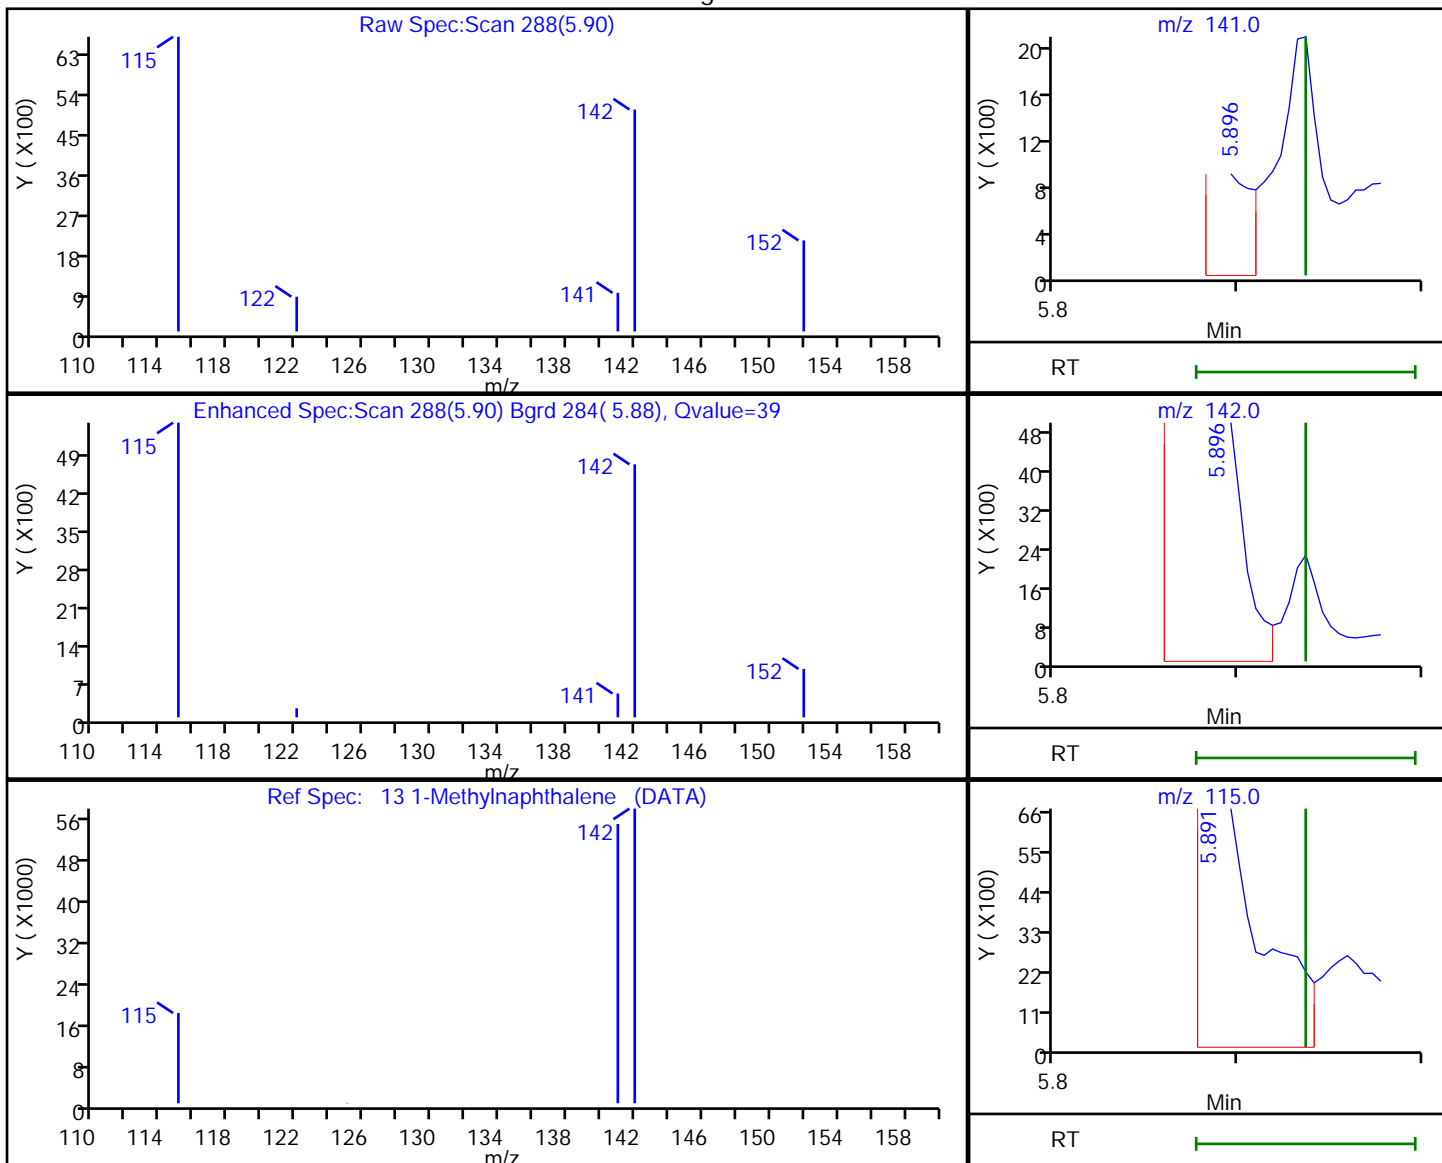 Raw Spec:Scan 288(5.90)
Y ( X100)
63
54
45
36
27
18
9
0
115
122
141
142
152
110 114 118 122 126 130 134 138 142 146 150 154 158
m/z
m/z 141.0
Y ( X100)
20
16
12
8
4
0
5.896
5.8
Min
RT
Enhanced Spec:Scan 288(5.90) Bgrd 284( 5.88), Qvalue=39
Y ( X100)
49
42
35
28
21
14
7
0
115
141
142
152
110 114 118 122 126 130 134 138 142 146 150 154 158
m/z
m/z 142.0
Y ( X100)
48
40
32
24
16
8
0
5.896
5.8
Min
RT
Ref Spec: 13 1-Methylnaphthalene (DATA)
Y ( X1000)
56
48
40
32
24
16
8
0
115
142
110 114 118 122 126 130 134 138 142 146 150 154 158
m/z
m/z 115.0
Y ( X100)
66
55
44
33
22
11
0
5.891
5.8
Min
RT